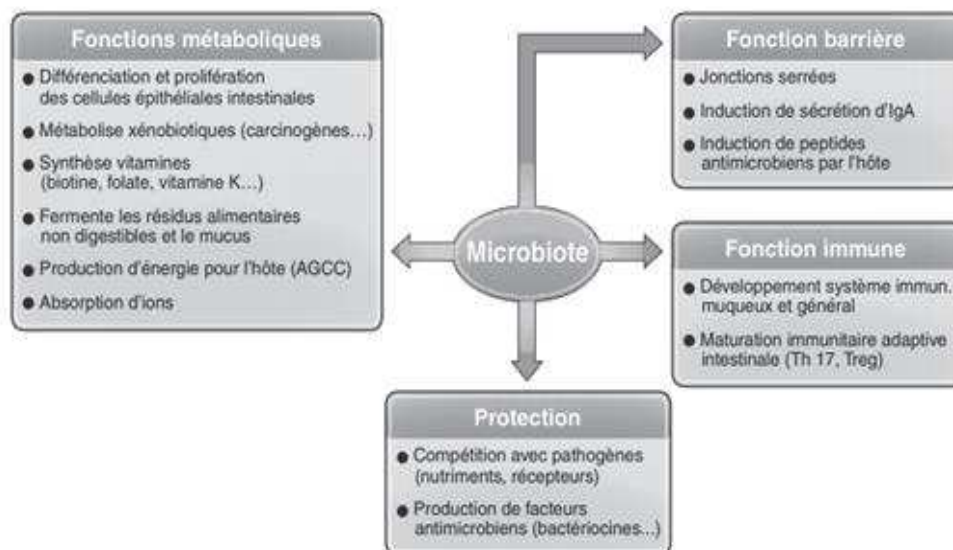 Fonctions métaboliques
● Différenciation et prolifération
des cellules épithéliales intestinales
● Métabolise xénobiotiques (carcinogènes...)
● Synthèse vitamines
(biotine, folate, vitamine K...)
● Fermente les résidus alimentaires
non digestibles et le mucus
● Production d'énergie pour l'hôte (AGCC)
● Absorption d'ions
Microbiote
Fonction barrière
● Jonctions serrées
● Induction de sécrétion d'IgA
● Induction de peptides
antimicrobiens par l'hôte
Fonction immune
● Développement système immun.
muqueux et général
● Maturation immunitaire adaptive
intestinale (Th 17, Treg)
Protection
● Compétition avec pathogènes
(nutriments, récepteurs)
● Production de facteurs
antimicrobiens (bactériocines...)